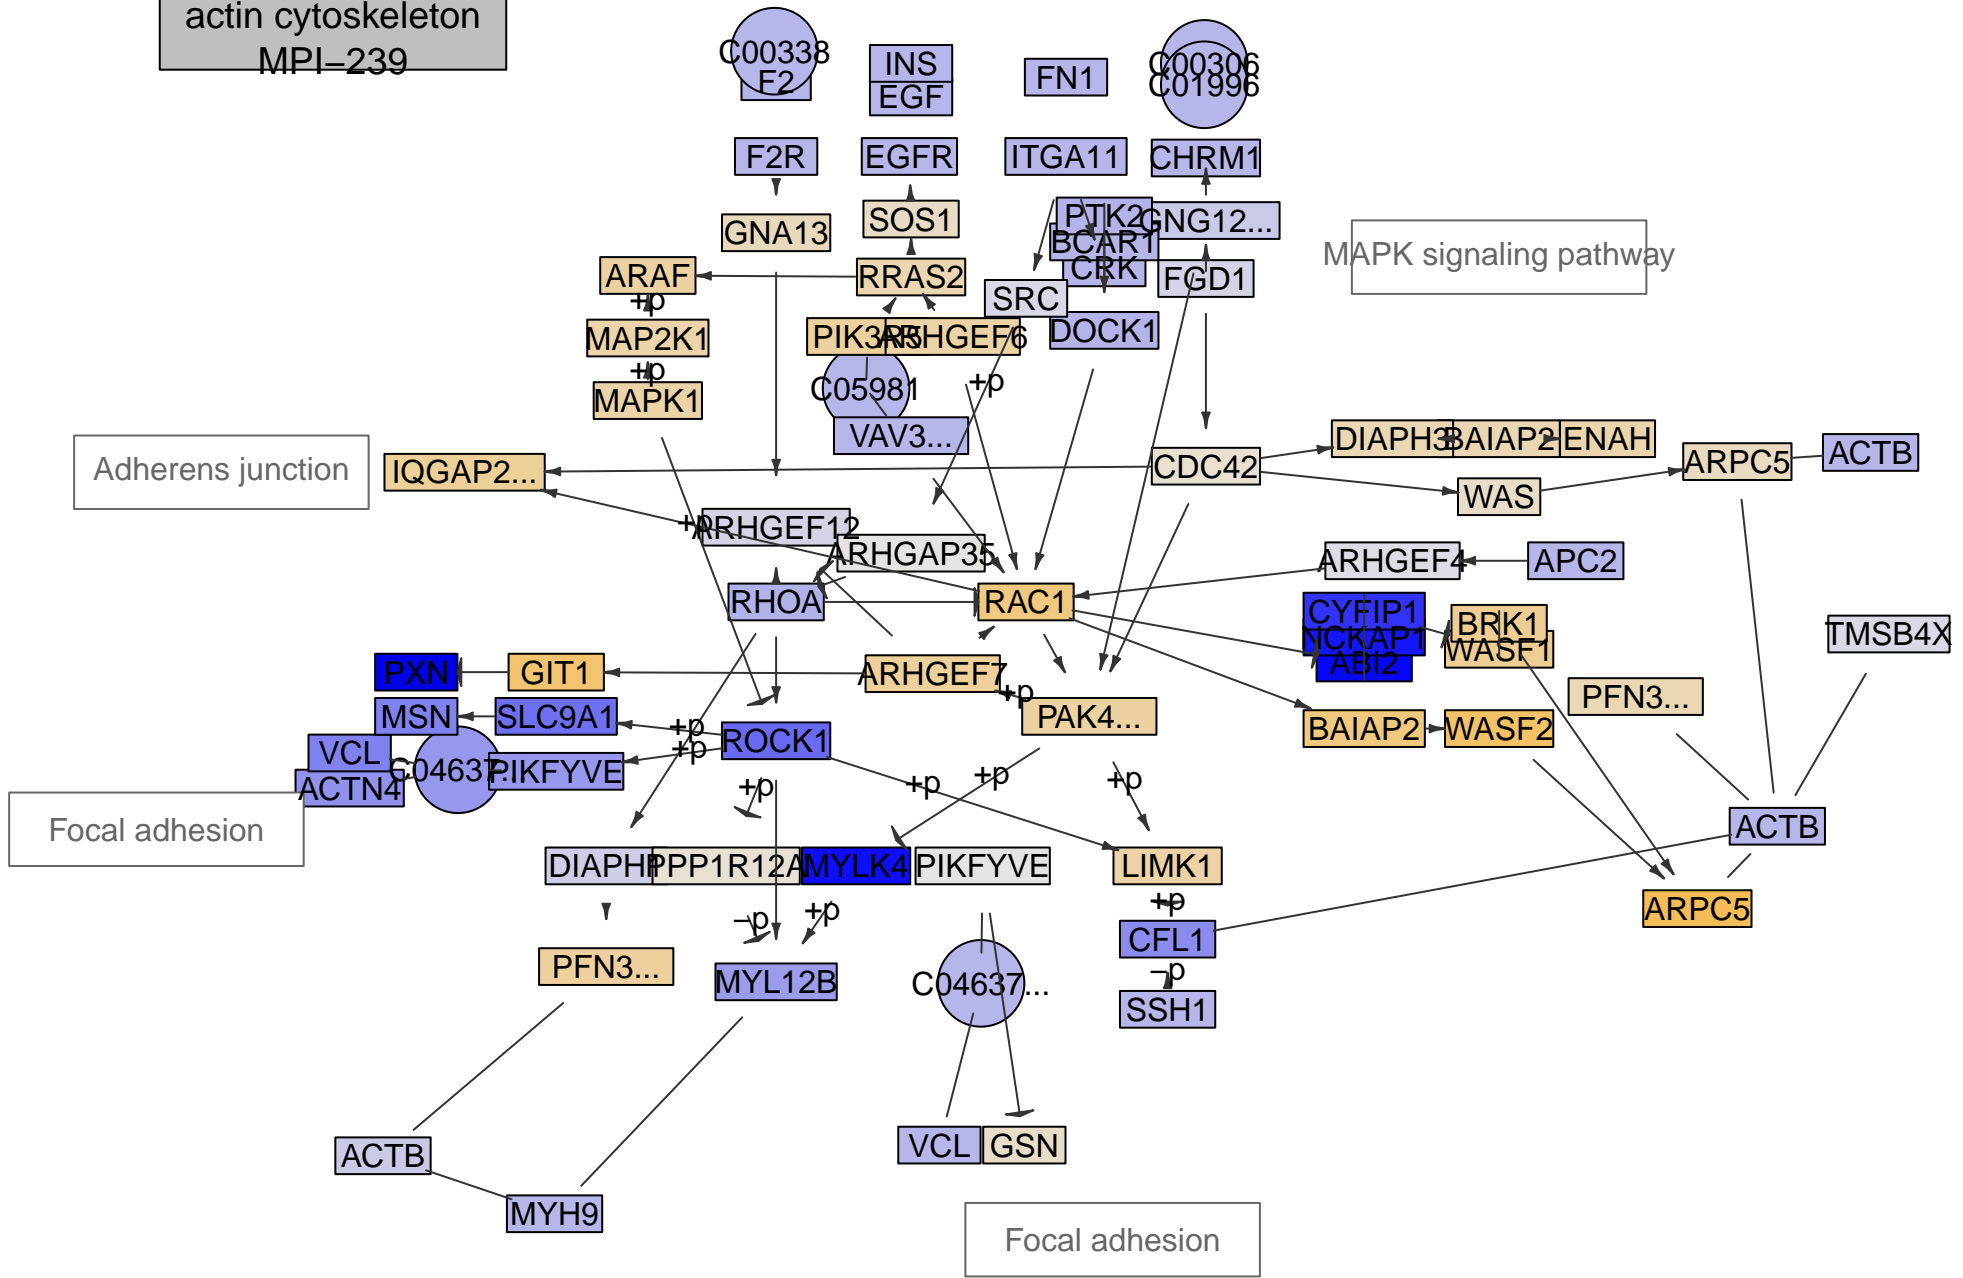 actin cytoskeleton
MPI−239
C00338
F2
INS
EGF
FN1
C00306
C01996
F2R
EGFR
ITGA11
CHRM1
GNA13
SOS1
PTK2
GNG12...
BCAR1
CRK
MAPK signaling pathway
ARAF
RRAS2
SRC
FGD1
+p
MAP2K1
PIK3R5
ARHGEF6
DOCK1
+p
MAPK1
C05981
+p
VAV3...
DIAPH3
BAIAP2
ENAH
ARPC5
ACTB
Adherens junction
IQGAP2...
CDC42
WAS
+p
ARHGEF12
ARHGAP35
ARHGEF4
APC2
RHOA
RAC1
CYFIP1
NCKAP1
ABI2
BRK1
WASF1
TMSB4X
PXN
GIT1
ARHGEF7
+p
PFN3...
MSN
SLC9A1
+p
PAK4...
BAIAP2
WASF2
ROCK1
+p
VCL
C04637...
PIKFYVE
ACTN4
+p
+p
+p
+p
Focal adhesion
ACTB
PPP1R12A
MYLK4
PIKFYVE
LIMK1
−p
+p
+p
ARPC5
CFL1
PFN3...
MYL12B
C04637...
−p
SSH1
ACTB
VCL
GSN
MYH9
Focal adhesion